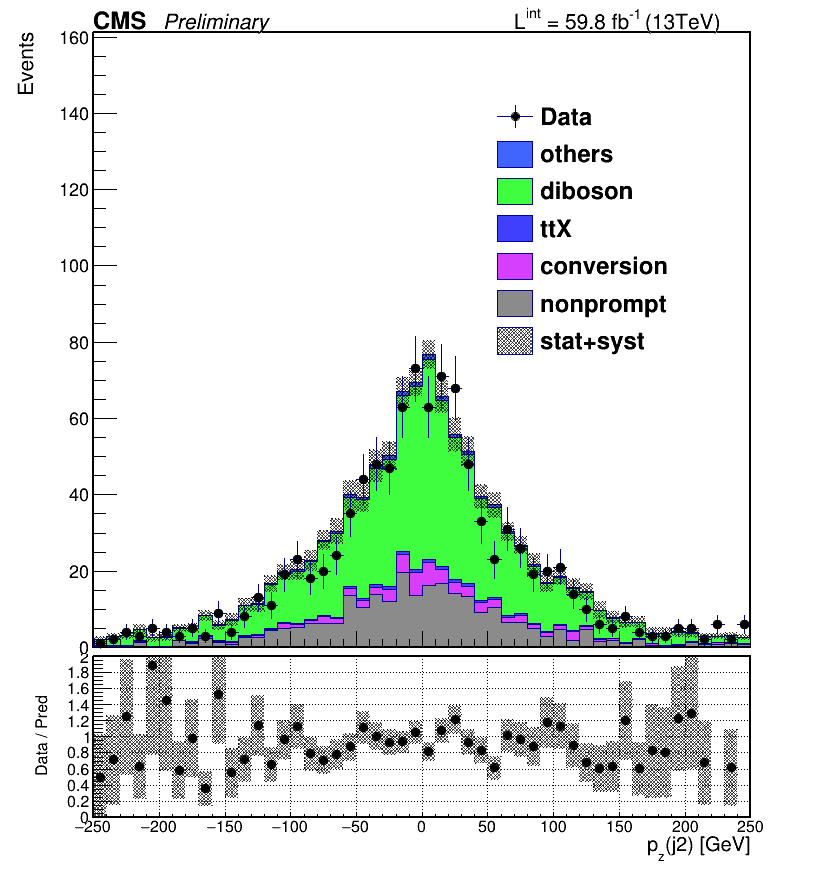 CMS Preliminary L^int = 59.8 fb^-1 (13TeV)
Events
160
140
120
100
80
60
40
20
0
Data
others
diboson
ttX
conversion
nonprompt
stat+syst
Data / Pred
2
1.8
1.6
1.4
1.2
1
0.8
0.6
0.4
0.2
0
−250 −200 −150 −100 −50 0 50 100 150 200 250
p_z(j2) [GeV]